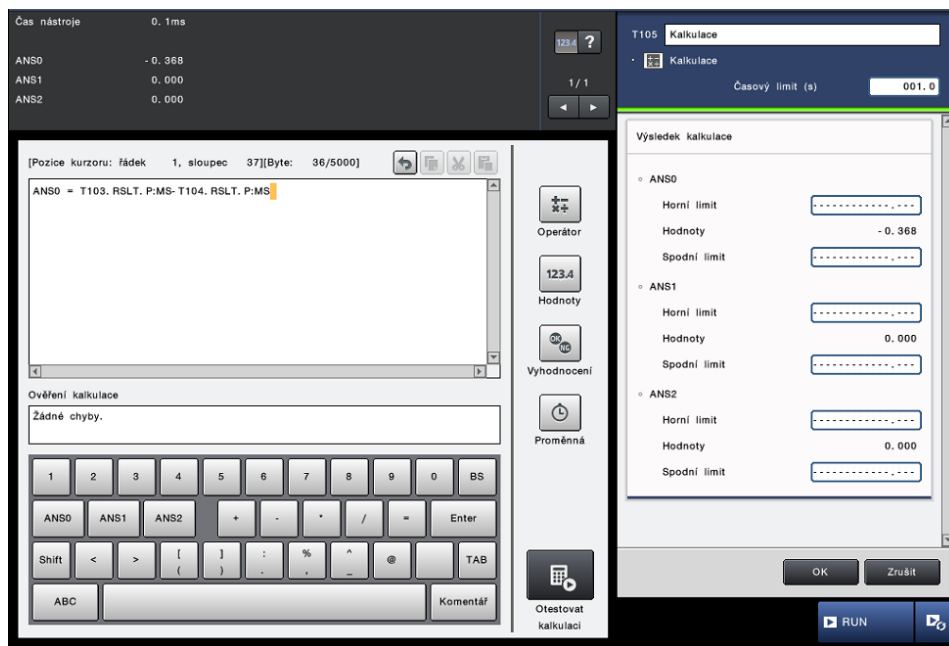 Čas nástroje 0. 1ms
ANS0 - 0. 368
ANS1 0. 000
ANS2 0. 000
123.4 ?
1/1
T105 Kalkulace
Kalkulace
Časový limit (s) 001. 0
[Pozice kurzoru: řádek 1, sloupec 37][Byte: 36/5000]
ANS0 = T103. RSLT. P:MS- T104. RSLT. P:MS
Operátor
123.4
Hodnoty
OK NG
Vyhodnocení
Proměnná
Ověření kalkulace
Žádné chyby.
1 2 3 4 5 6 7 8 9 0 BS
ANS0 ANS1 ANS2 + - * / = Enter
Shift < > [ ( ] ) : . % , ^ _ @ TAB
ABC Komentář
Otestovat
kalkulaci
Výsledek kalkulace
ANS0
Horní limit ------------.---
Hodnoty - 0. 368
Spodní limit ------------.---
ANS1
Horní limit ------------.---
Hodnoty 0. 000
Spodní limit ------------.---
ANS2
Horní limit ------------.---
Hodnoty 0. 000
Spodní limit ------------.---
OK Zrušit
RUN